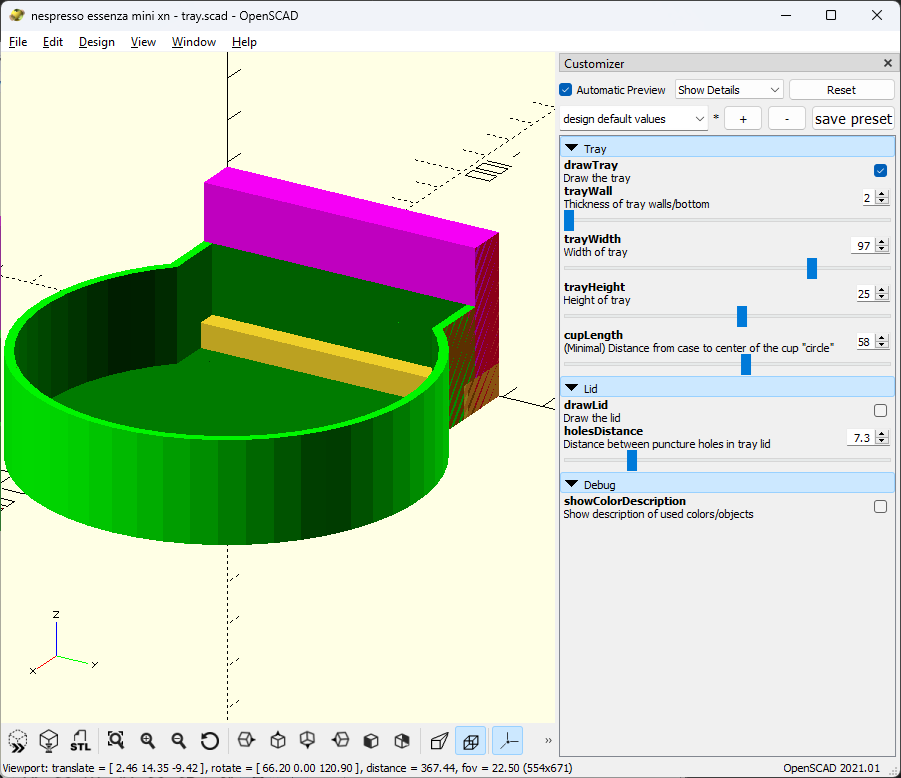 nespresso essenza mini xn - tray.scad - OpenSCAD
File Edit Design View Window Help
Customizer
Automatic Preview Show Details Reset
design default values * + - save preset
Tray
drawTray
Draw the tray
trayWall
Thickness of tray walls/bottom 2
trayWidth
Width of tray 97
trayHeight
Height of tray 25
cupLength
(Minimal) Distance from case to center of the cup "circle" 58
Lid
drawLid
Draw the lid
holesDistance
Distance between puncture holes in tray lid 7.3
Debug
showColorDescription
Show description of used colors/objects
z
x
y
STL
»
Viewport: translate = [ 2.46 14.35 -9.42 ], rotate = [ 66.20 0.00 120.90 ], distance = 367.44, fov = 22.50 (554x671) OpenSCAD 2021.01